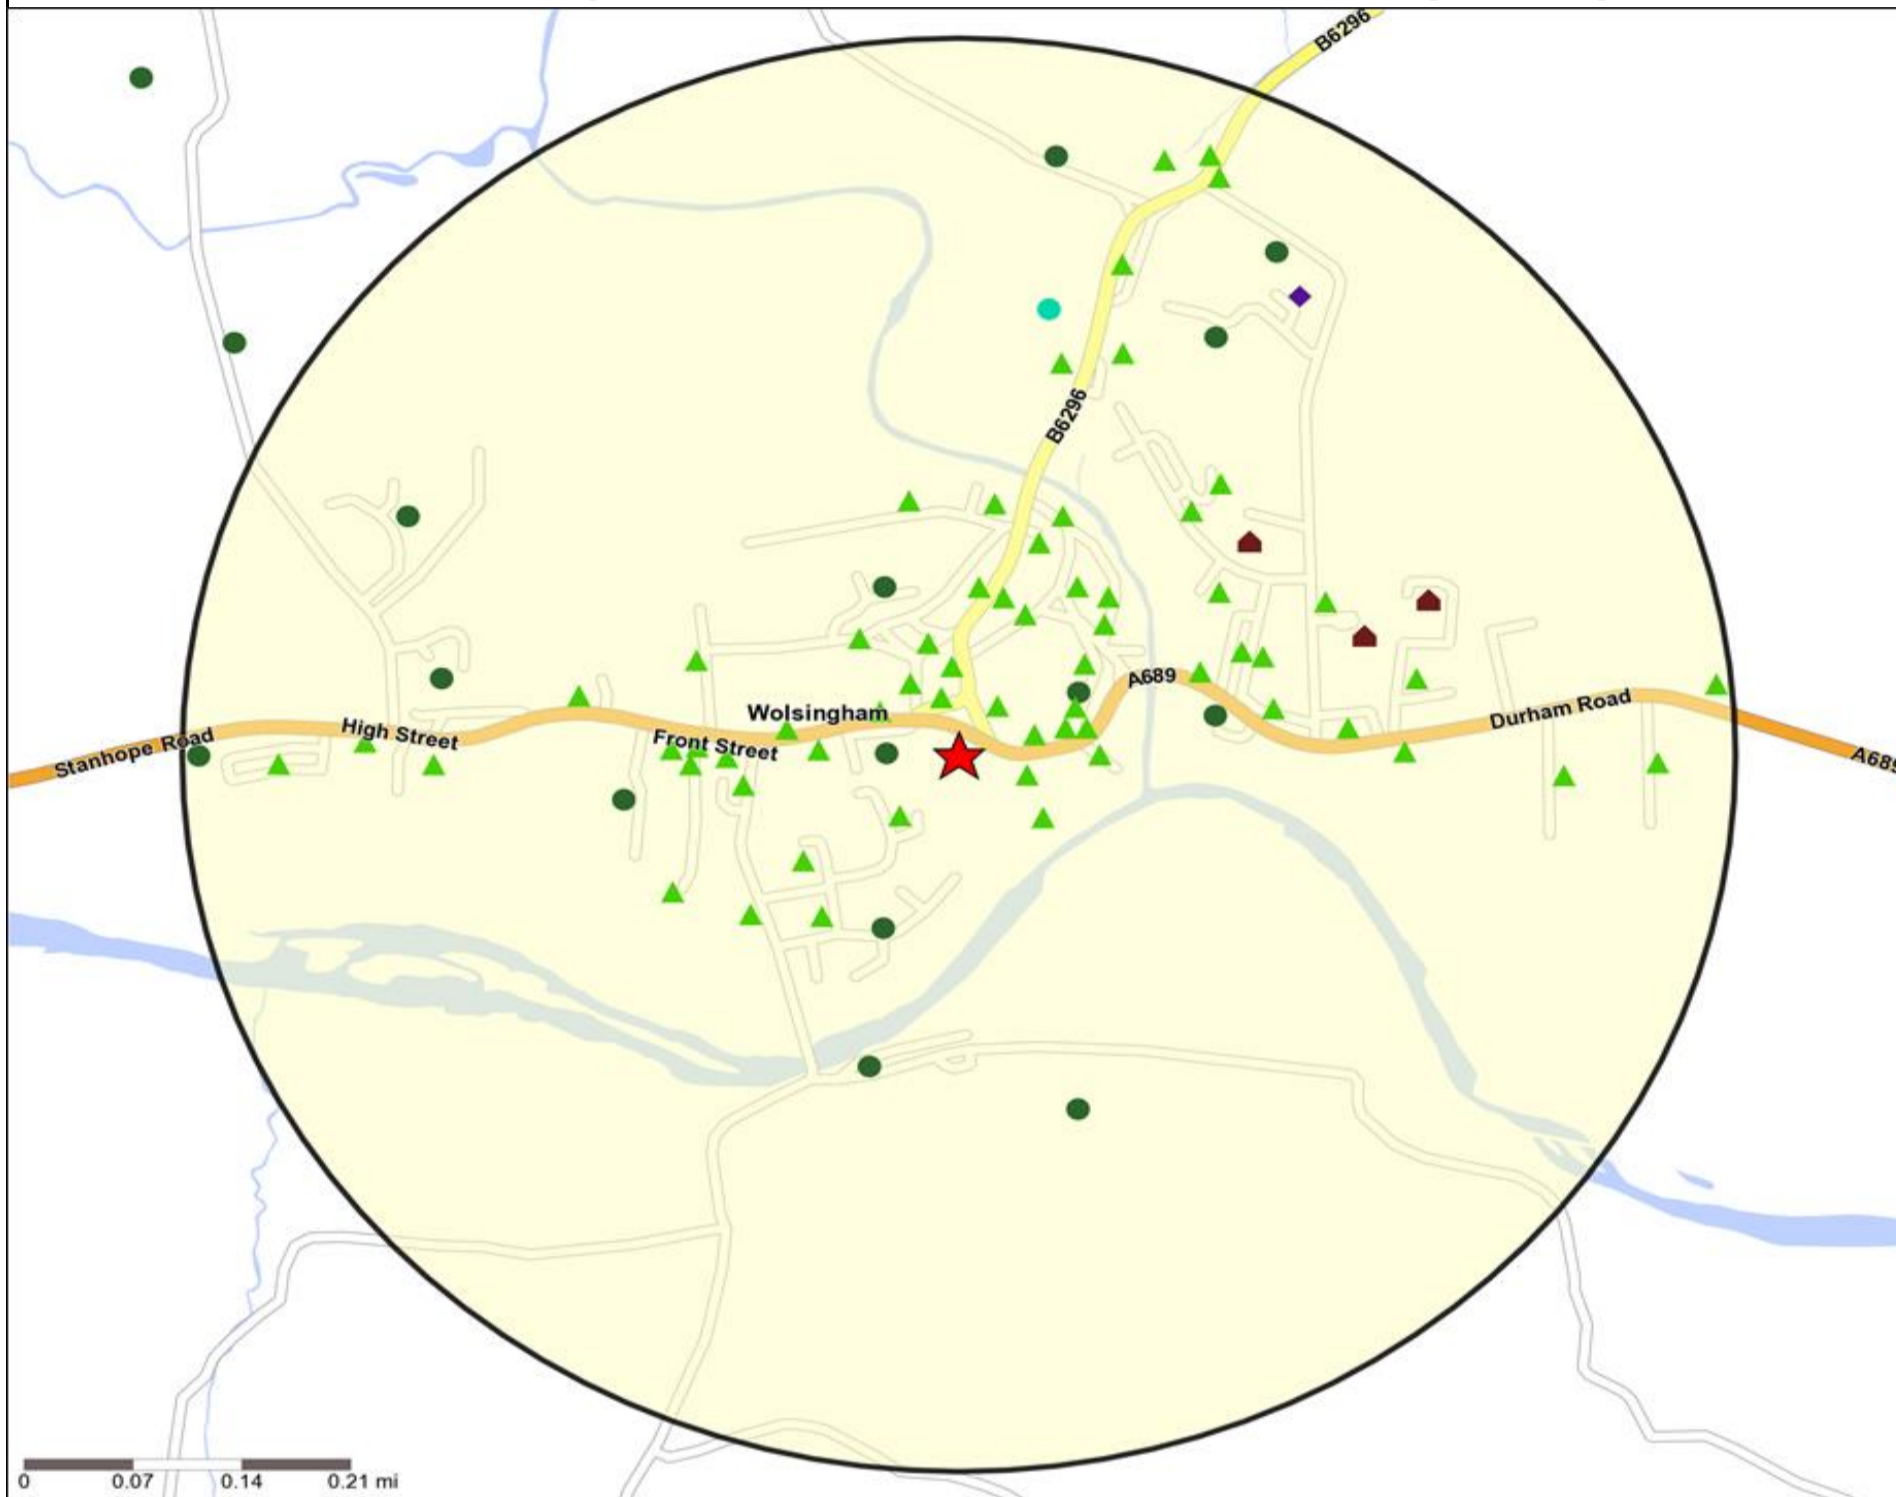 B6296
B6296
A689
Wolsingham
Durham Road
High Street
Stanhope Road
Front Street
A689
0 0.07 0.14 0.21 mi